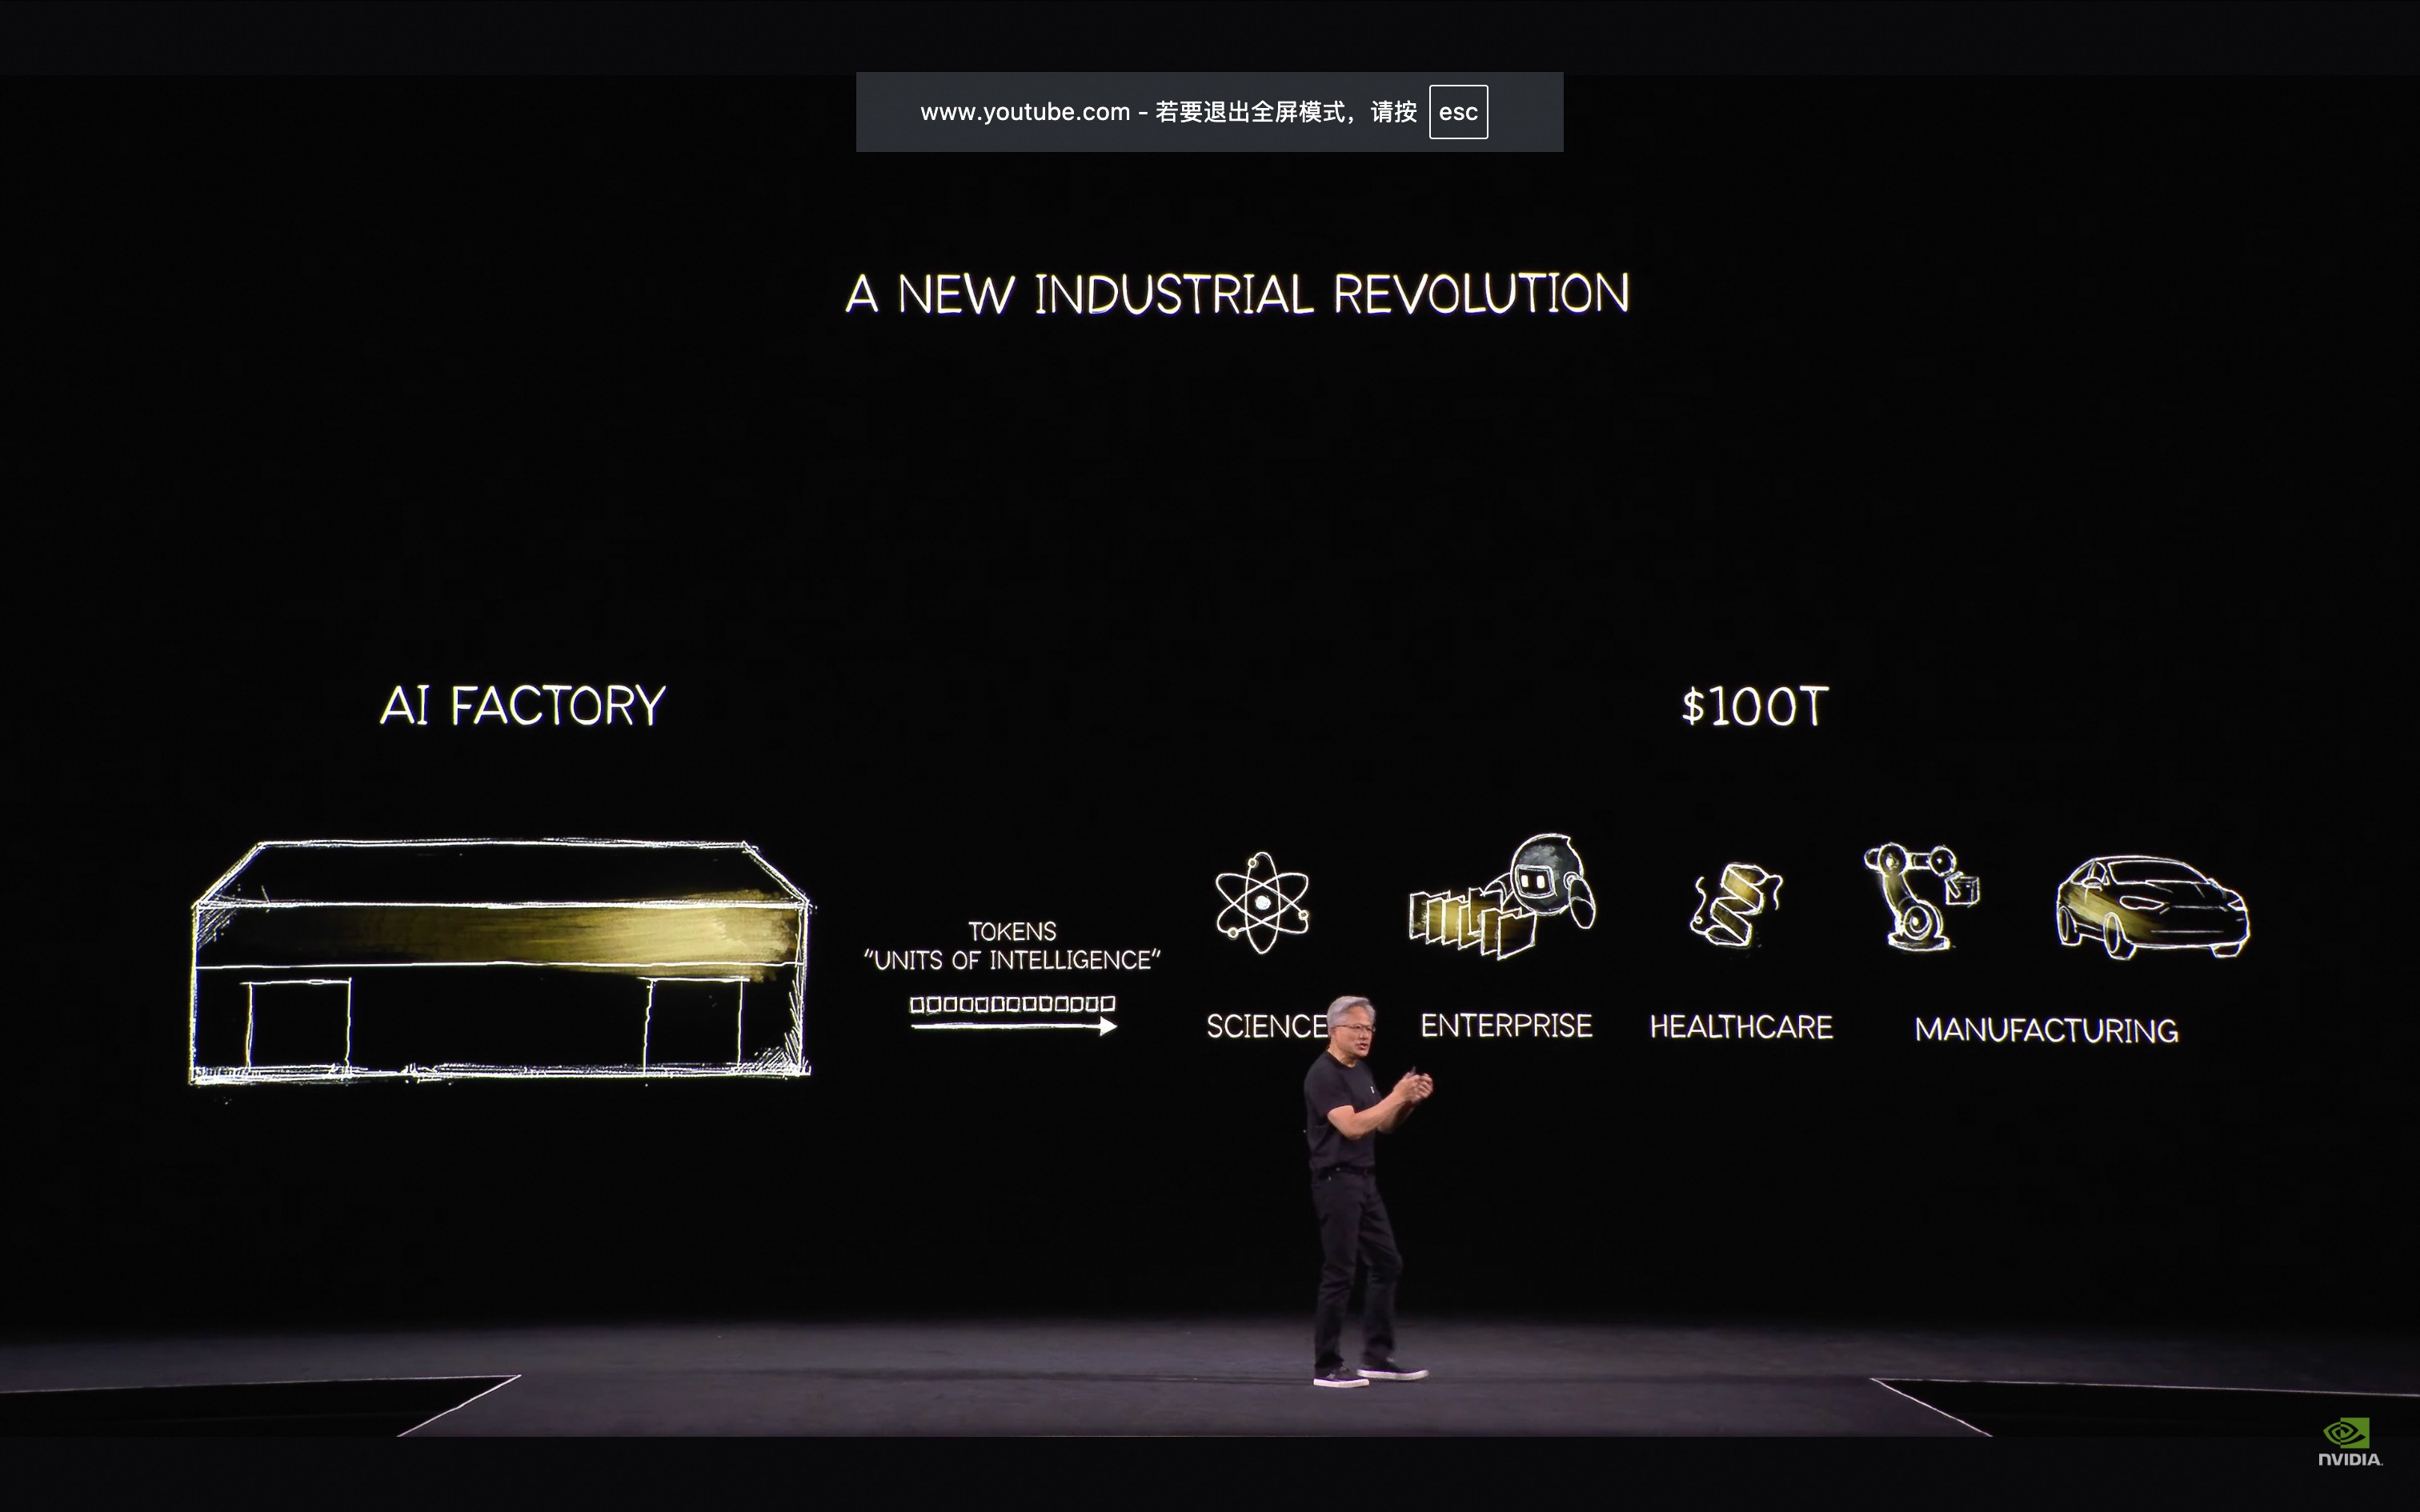 www.youtube.com - 若要退出全屏模式，请按 esc
A NEW INDUSTRIAL REVOLUTION
AI FACTORY
$100T
TOKENS
“UNITS OF INTELLIGENCE”
SCIENCE
ENTERPRISE
HEALTHCARE
MANUFACTURING
NVIDIA